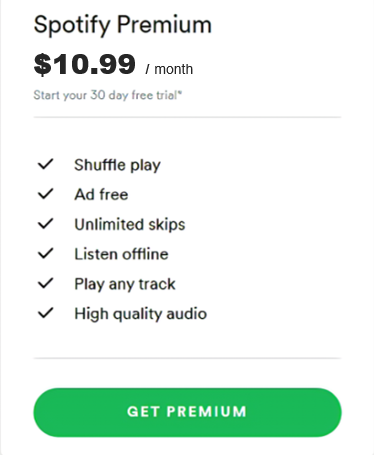 Spotify Premium
$10.99 / month
Start your 30 day free trial*
Shuffle play
Ad free
Unlimited skips
Listen offline
Play any track
High quality audio
GET PREMIUM